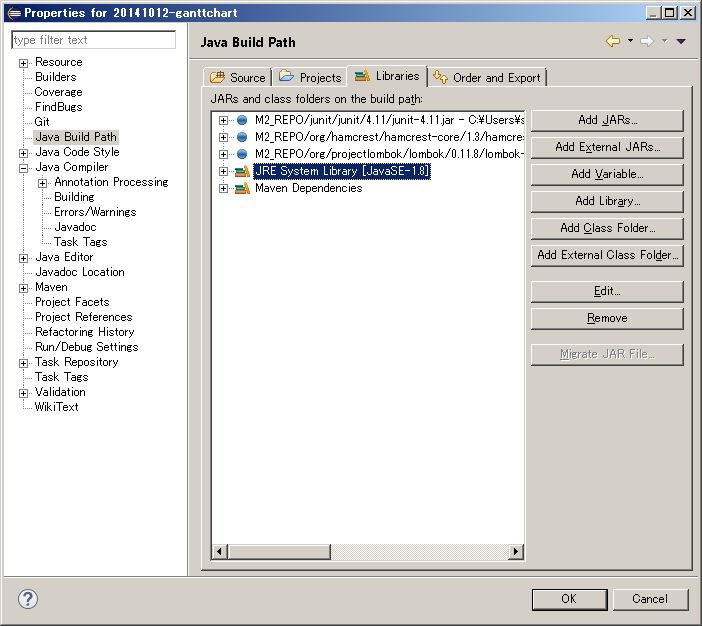 Properties for 20141012-ganttchart
type filter text
Resource
Builders
Coverage
FindBugs
Git
Java Build Path
Java Code Style
Java Compiler
Annotation Processing
Building
Errors/Warnings
Javadoc
Task Tags
Java Editor
Javadoc Location
Maven
Project Facets
Project References
Refactoring History
Run/Debug Settings
Task Repository
Task Tags
Validation
WikiText
Java Build Path
Source
Projects
Libraries
Order and Export
JARs and class folders on the build path:
M2_REPO/junit/junit/4.11/junit-4.11.jar - C:¥Users¥s
M2_REPO/org/hamcrest/hamcrest-core/1.3/hamcres
M2_REPO/org/projectlombok/lombok/0.11.8/lombok-
JRE System Library [JavaSE-1.8]
Maven Dependencies
Add JARs...
Add External JARs...
Add Variable...
Add Library...
Add Class Folder...
Add External Class Folder...
Edit...
Remove
Migrate JAR File...
OK
Cancel